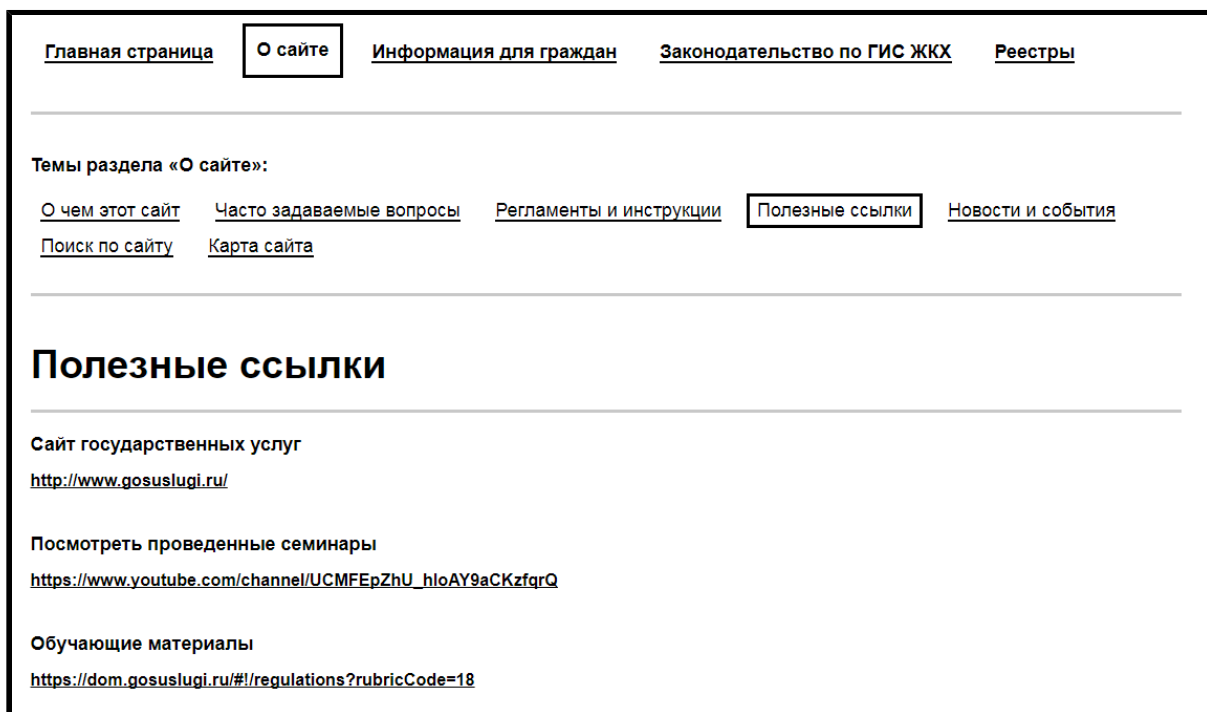 Главная страница О сайте Информация для граждан Законодательство по ГИС ЖКХ Реестры
Темы раздела «О сайте»:
О чем этот сайт Часто задаваемые вопросы Регламенты и инструкции Полезные ссылки Новости и события
Поиск по сайту Карта сайта
Полезные ссылки
Сайт государственных услуг
http://www.gosuslugi.ru/
Посмотреть проведенные семинары
https://www.youtube.com/channel/UCMFEpZhU_hloAY9aCKzfqrQ
Обучающие материалы
https://dom.gosuslugi.ru/#!/regulations?rubricCode=18